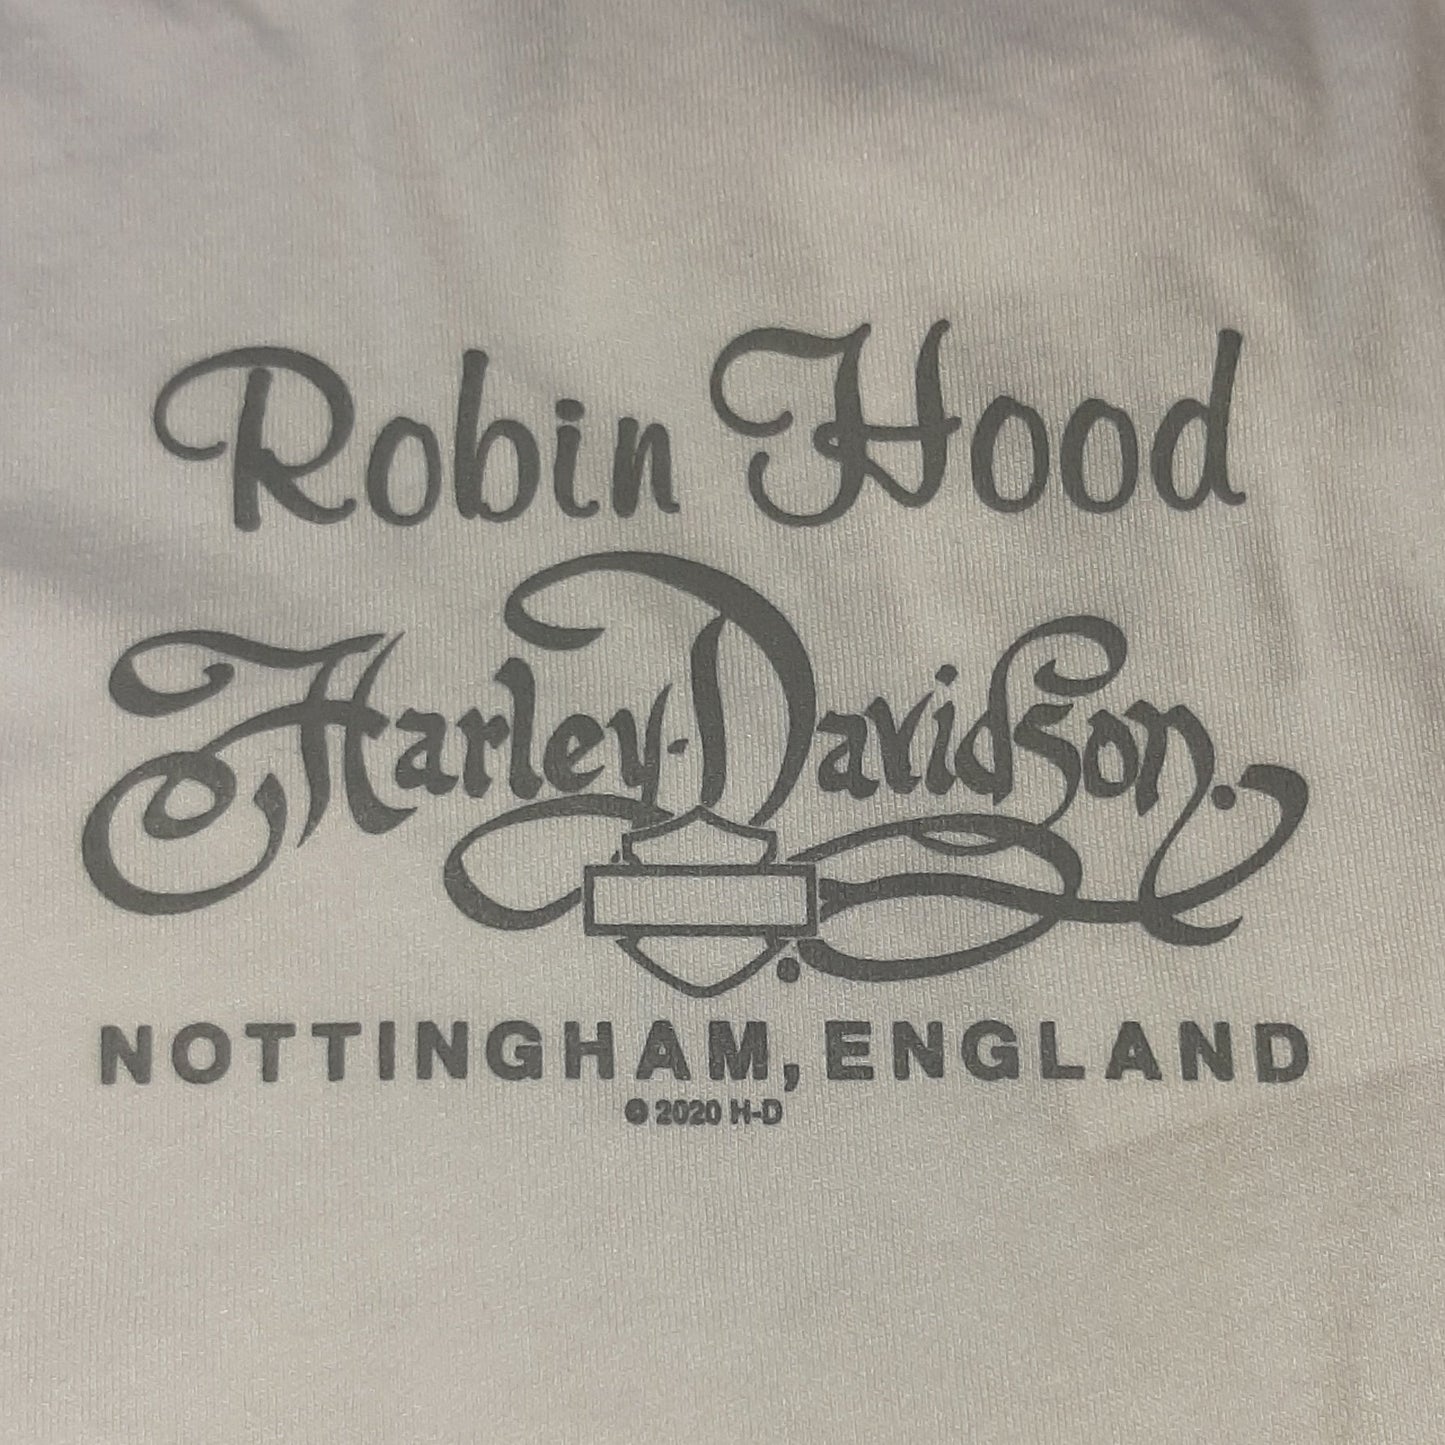 Robin Hood
Harley-Davidson.
NOTTINGHAM, ENGLAND
© 2020 H-D